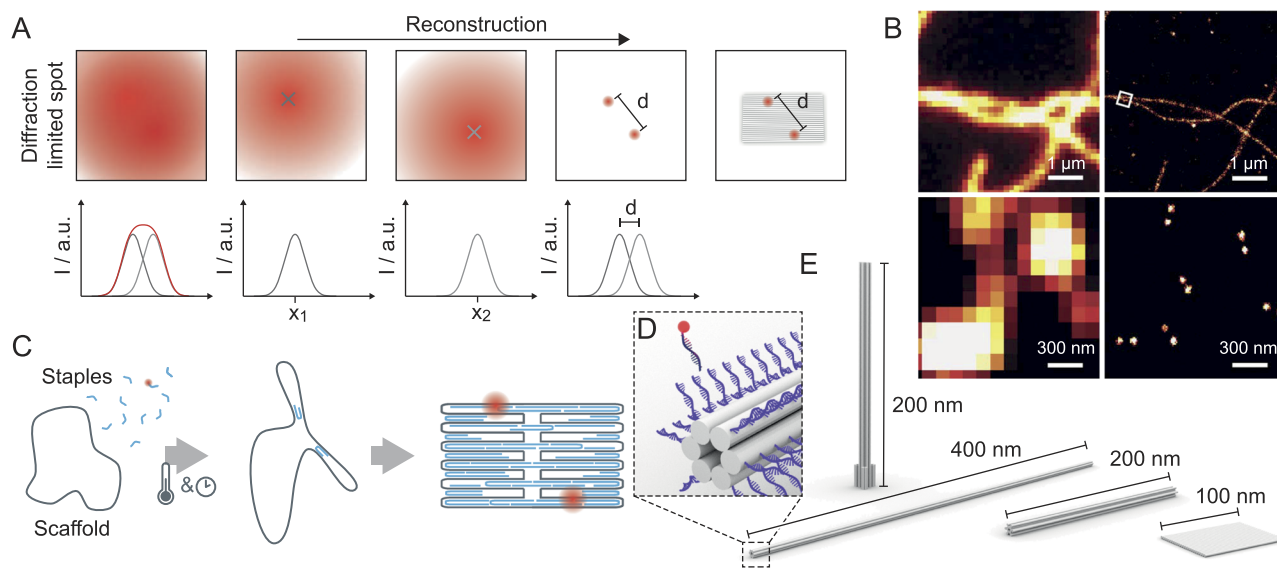 A
Reconstruction
Diffraction
limited spot
d
d
I / a.u.
I / a.u.
x₁
I / a.u.
x₂
I / a.u.
d
B
1 µm
1 µm
300 nm
300 nm
C
Staples
&
Scaffold
D
E
200 nm
400 nm
200 nm
100 nm